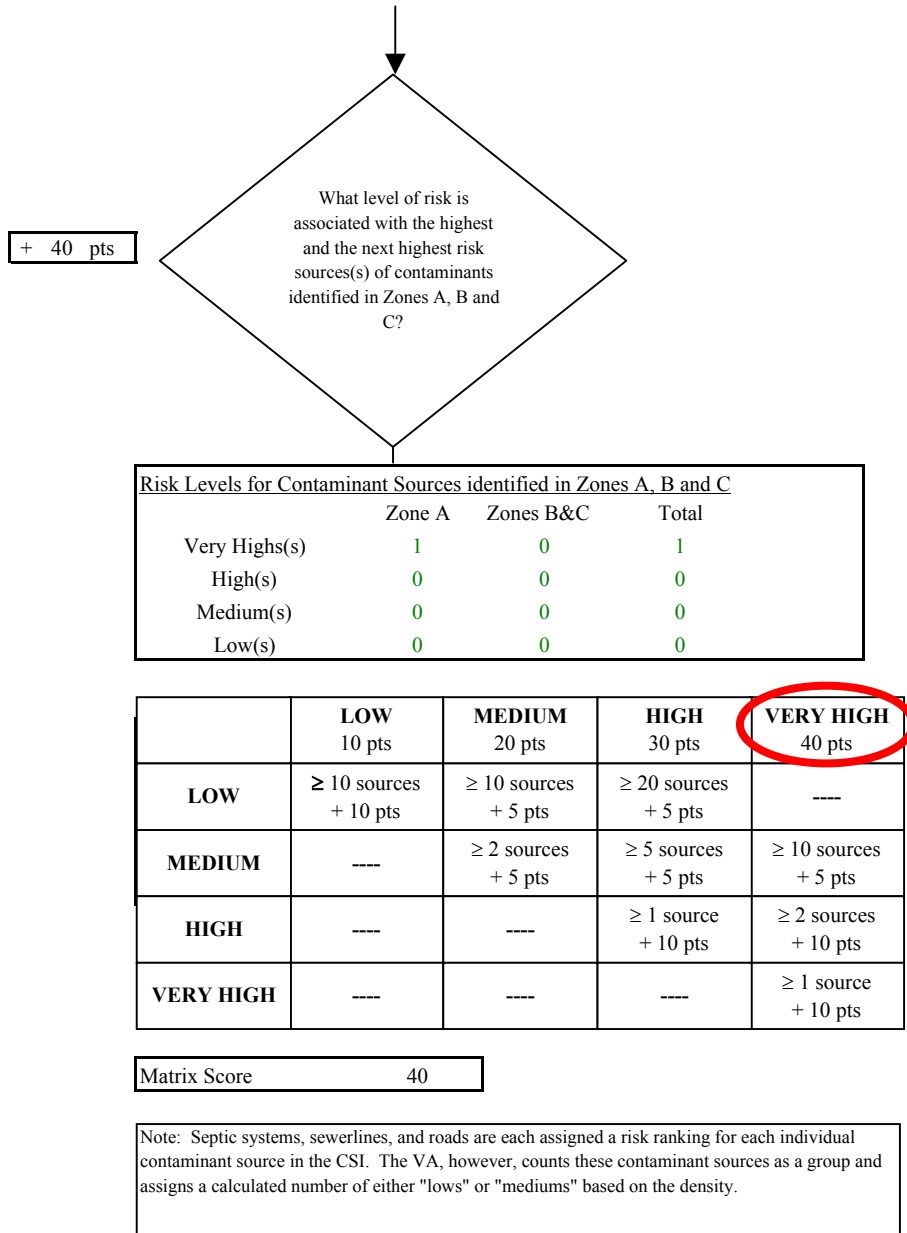 What level of risk is
associated with the highest
and the next highest risk
sources(s) of contaminants
identified in Zones A, B and
C?
+ 40 pts
Risk Levels for Contaminant Sources identified in Zones A, B and C
Zone A Zones B&C Total
Very Highs(s) 1 0 1
High(s) 0 0 0
Medium(s) 0 0 0
Low(s) 0 0 0
LOW MEDIUM HIGH VERY HIGH
10 pts 20 pts 30 pts 40 pts
LOW ≥ 10 sources ≥ 10 sources ≥ 20 sources ----
+ 10 pts + 5 pts + 5 pts
MEDIUM ---- ≥ 2 sources ≥ 5 sources ≥ 10 sources
+ 5 pts + 5 pts + 5 pts
HIGH ---- ---- ≥ 1 source ≥ 2 sources
+ 10 pts + 10 pts
VERY HIGH ---- ---- ---- ≥ 1 source
+ 10 pts
Matrix Score 40
Note: Septic systems, sewerlines, and roads are each assigned a risk ranking for each individual
contaminant source in the CSI. The VA, however, counts these contaminant sources as a group and
assigns a calculated number of either "lows" or "mediums" based on the density.